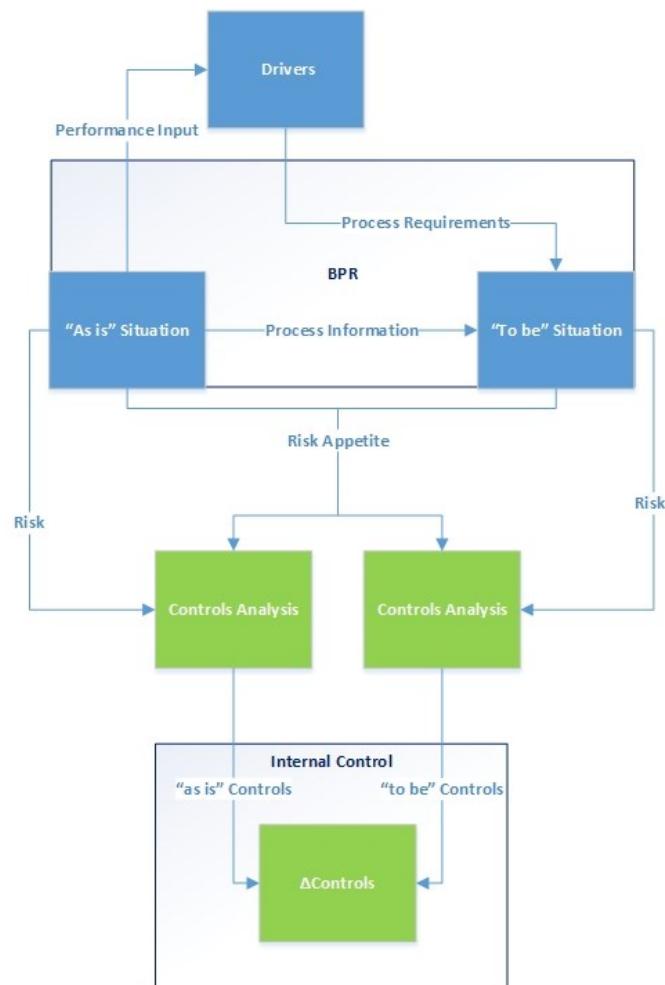 Drivers
Performance Input
Process Requirements
BPR
“As is” Situation
Process Information
“To be” Situation
Risk Appetite
Risk
Risk
Controls Analysis
Controls Analysis
Internal Control
“as is” Controls
“to be” Controls
ΔControls